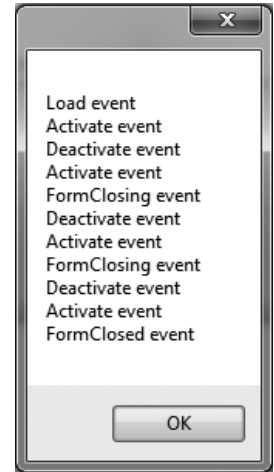 Load event
Activate event
Deactivate event
Activate event
FormClosing event
Deactivate event
Activate event
FormClosing event
Deactivate event
Activate event
FormClosed event
OK